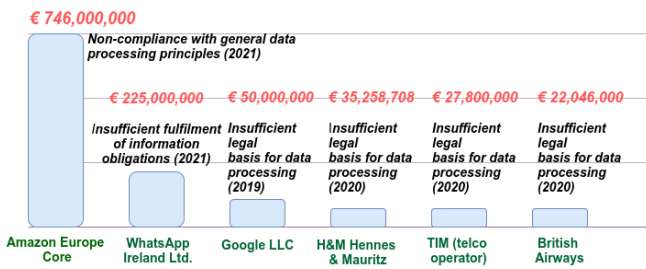 € 746,000,000
Non-compliance with general data
processing principles (2021)
€ 225,000,000
Insufficient fulfilment
of information
obligations (2021)
€ 50,000,000
Insufficient
legal
basis for data
processing
(2019)
€ 35,258,708
Insufficient
legal
basis for data
processing
(2020)
€ 27,800,000
Insufficient
legal
basis for data
processing
(2020)
€ 22,046,000
Insufficient
legal
basis for data
processing
(2020)
Amazon Europe
Core
WhatsApp
Ireland Ltd.
Google LLC
H&M Hennes
& Mauritz
TIM (telco
operator)
British
Airways